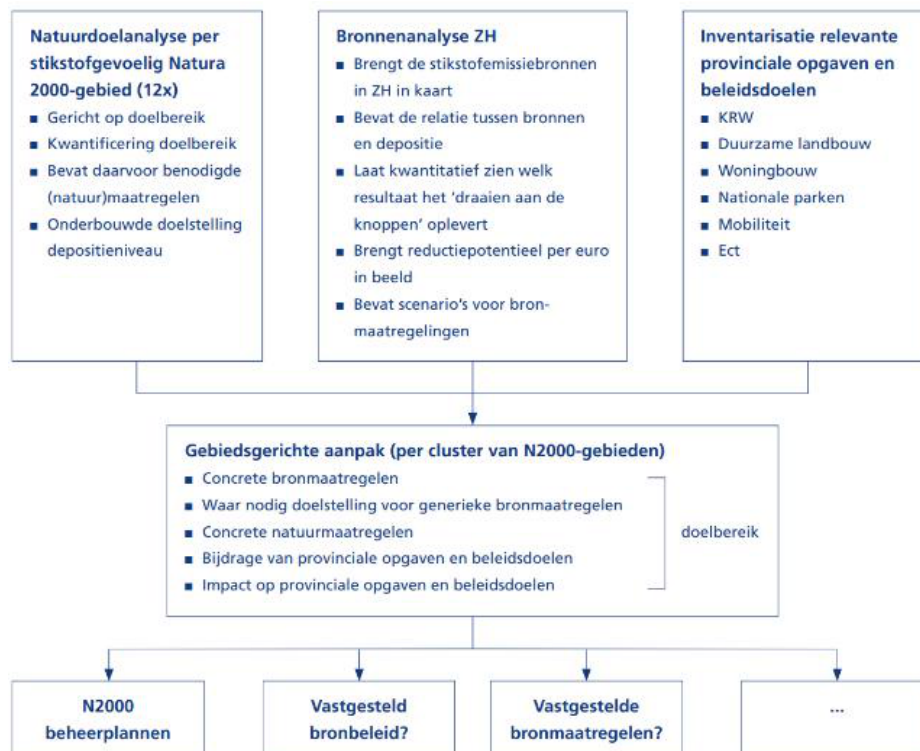 Natuurdoelanalyse per
stikstofgevoelig Natura
2000-gebied (12x)
▪ Gericht op doelbereik
▪ Kwantificering doelbereik
▪ Bevat daarvoor benodigde
(natuur)maatregelen
▪ Onderbouwde doelstelling
depositieniveau
Bronnenanalyse ZH
▪ Brengt de stikstofemissiebronnen
in ZH in kaart
▪ Bevat de relatie tussen bronnen
en depositie
▪ Laat kwantitatief zien welk
resultaat het ‘draaien aan de
knoppen’ oplevert
▪ Brengt reductiepotentieel per euro
in beeld
▪ Bevat scenario’s voor bron-
maatregelingen
Inventarisatie relevante
provinciale opgaven en
beleidsdoelen
▪ KRW
▪ Duurzame landbouw
▪ Woningbouw
▪ Nationale parken
▪ Mobiliteit
▪ Ect
Gebiedsgerichte aanpak (per cluster van N2000-gebieden)
▪ Concrete bronmaatregelen
▪ Waar nodig doelstelling voor generieke bronmaatregelen
▪ Concrete natuurmaatregelen
▪ Bijdrage van provinciale opgaven en beleidsdoelen
▪ Impact op provinciale opgaven en beleidsdoelen
doelbereik
N2000
beheerplannen
Vastgesteld
bronbeleid?
Vastgestelde
bronmaatregelen?
...